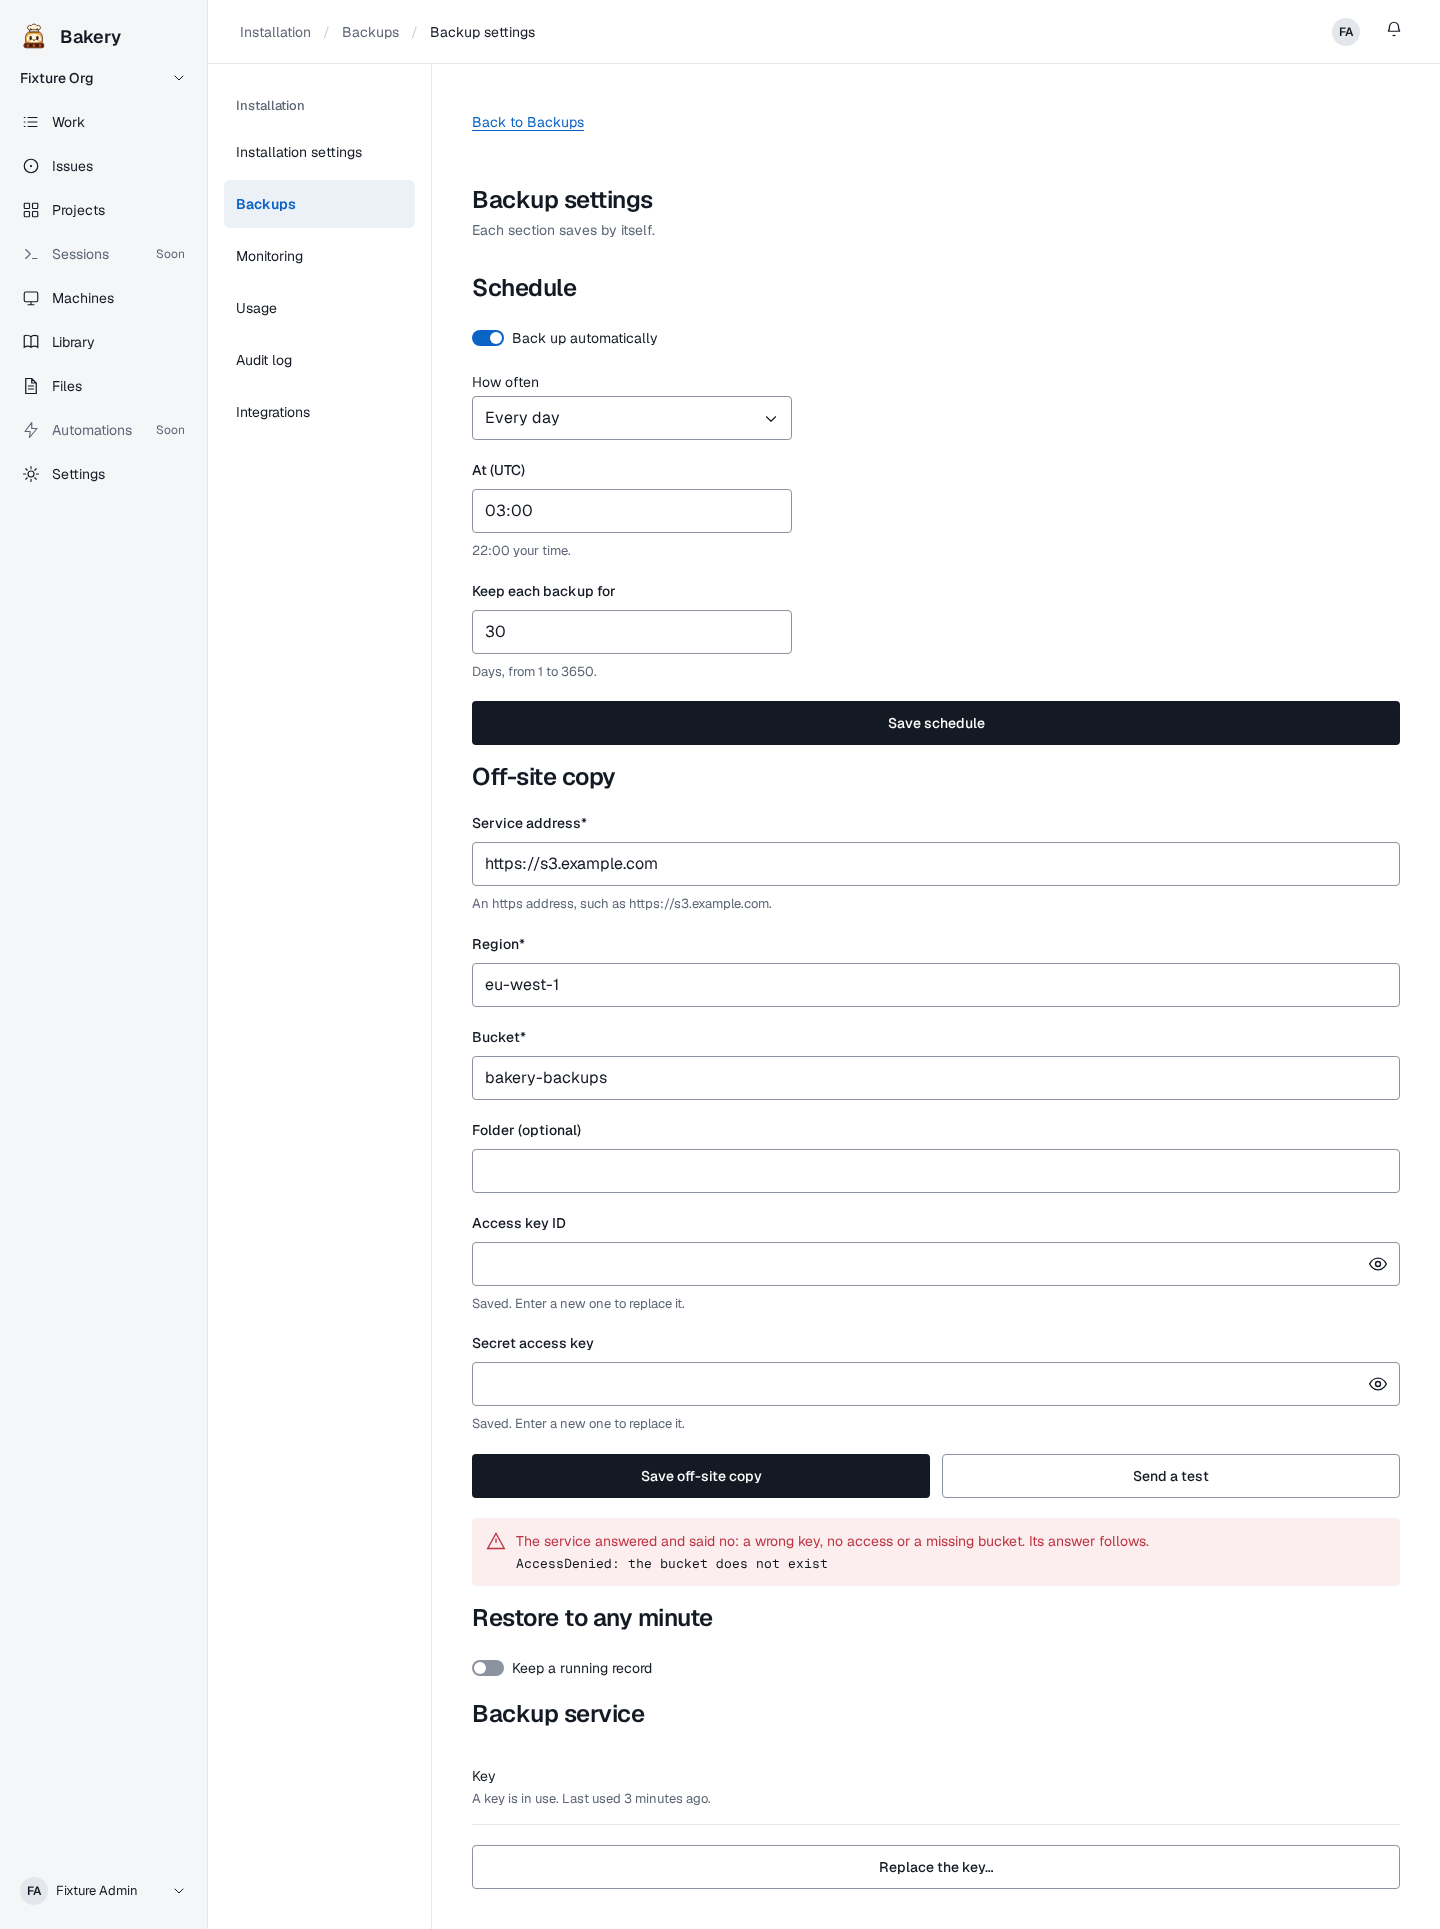 Bakery
Fixture Org
Work
Issues
Projects
Sessions Soon
Machines
Library
Files
Automations Soon
Settings
FA Fixture Admin
Installation / Backups / Backup settings
FA
Installation
Installation settings
Backups
Monitoring
Usage
Audit log
Integrations
Back to Backups
Backup settings
Each section saves by itself.
Schedule
Back up automatically
How often
Every day
At (UTC)
03:00
22:00 your time.
Keep each backup for
30
Days, from 1 to 3650.
Save schedule
Off-site copy
Service address*
https://s3.example.com
An https address, such as https://s3.example.com.
Region*
eu-west-1
Bucket*
bakery-backups
Folder (optional)
Access key ID
Saved. Enter a new one to replace it.
Secret access key
Saved. Enter a new one to replace it.
Save off-site copy
Send a test
The service answered and said no: a wrong key, no access or a missing bucket. Its answer follows.
AccessDenied: the bucket does not exist
Restore to any minute
Keep a running record
Backup service
Key
A key is in use. Last used 3 minutes ago.
Replace the key…